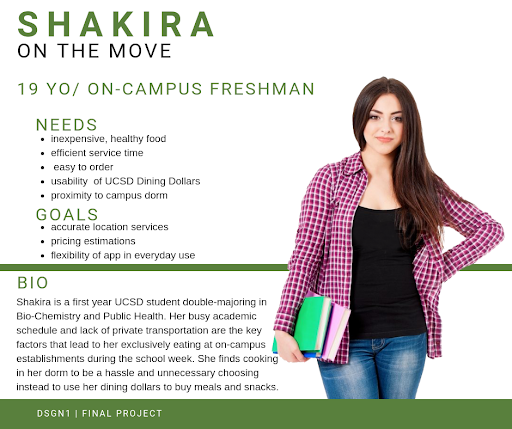 SHAKIRA
ON THE MOVE
19 YO/ ON-CAMPUS FRESHMAN
NEEDS
• inexpensive, healthy food
• efficient service time
• easy to order
• usability of UCSD Dining Dollars
• proximity to campus dorm
GOALS
• accurate location services
• pricing estimations
• flexibility of app in everyday use
BIO
Shakira is a first year UCSD student double-majoring in
Bio-Chemistry and Public Health. Her busy academic
schedule and lack of private transportation are the key
factors that lead to her exclusively eating at on-campus
establishments during the school week. She finds cooking
in her dorm to be a hassle and unnecessary choosing
instead to use her dining dollars to buy meals and snacks.
DSGN1 | FINAL PROJECT